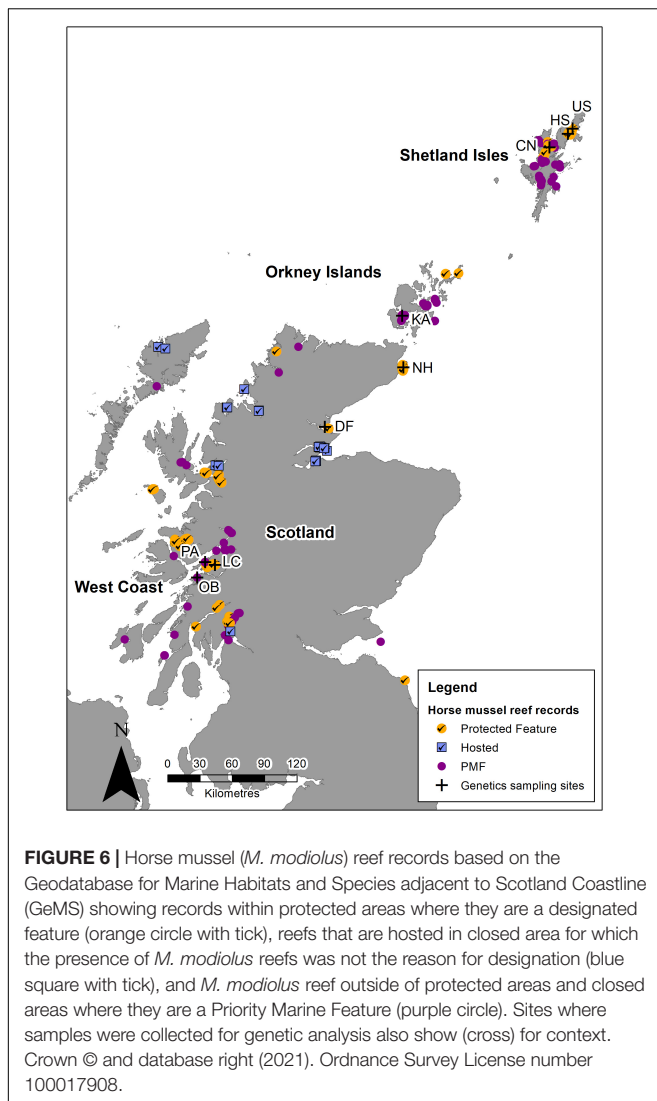 US
HS
CN
Shetland Isles
Orkney Islands
KA
NH
DF
Scotland
PA
LC
West Coast
OB
N
0 30 60 90 120
Kilometres
Legend
Horse mussel reef records
Protected Feature
Hosted
PMF
Genetics sampling sites
FIGURE 6 | Horse mussel (M. modiolus) reef records based on the
Geodatabase for Marine Habitats and Species adjacent to Scotland Coastline
(GeMS) showing records within protected areas where they are a designated
feature (orange circle with tick), reefs that are hosted in closed area for which
the presence of M. modiolus reefs was not the reason for designation (blue
square with tick), and M. modiolus reef outside of protected areas and closed
areas where they are a Priority Marine Feature (purple circle). Sites where
samples were collected for genetic analysis also show (cross) for context.
Crown © and database right (2021). Ordnance Survey License number
100017908.